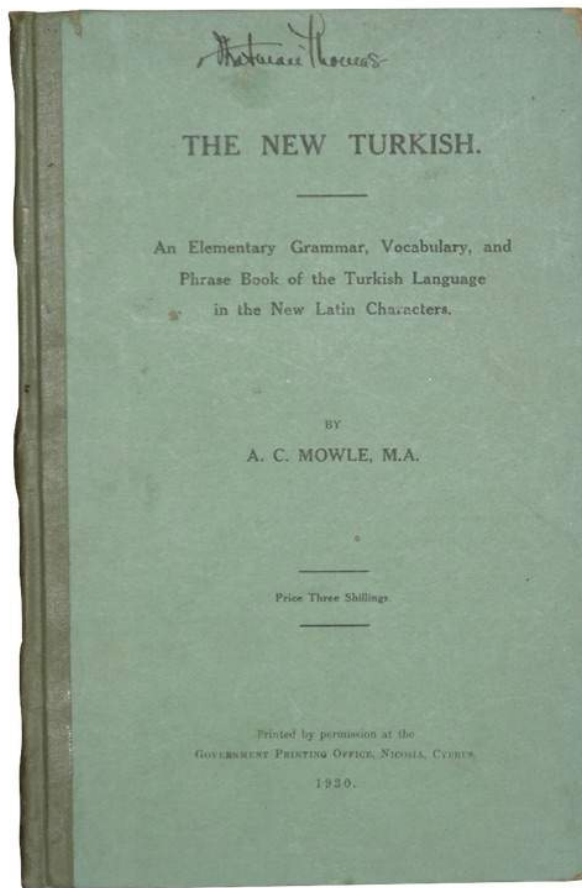 Thomas
THE NEW TURKISH.
An Elementary Grammar, Vocabulary, and
Phrase Book of the Turkish Language
in the New Latin Characters.
BY
A. C. MOWLE, M.A.
Price Three Shillings.
Printed by permission at the
GOVERNMENT PRINTING OFFICE, NICOSIA, CYPRUS.
1930.